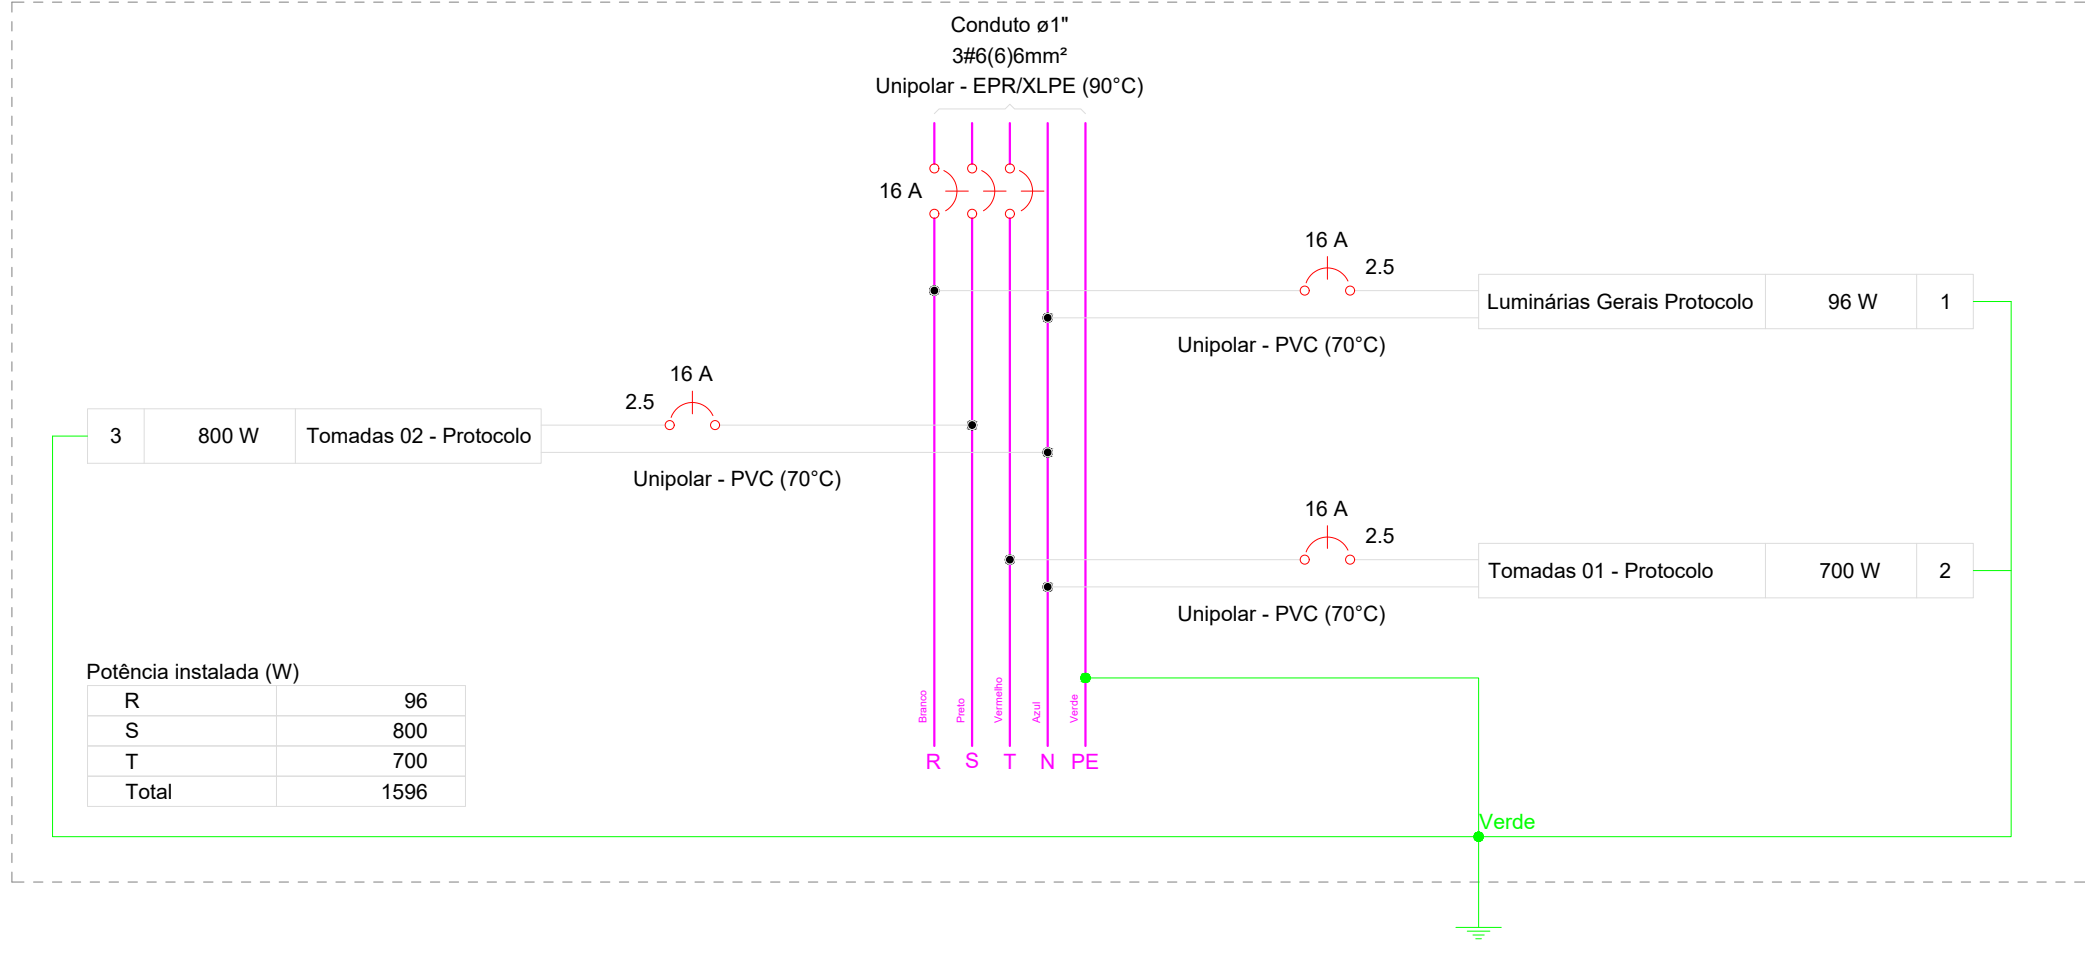 Conduto ø1"
3#6(6)6mm²
Unipolar - EPR/XLPE (90°C)
16 A
16 A
2.5
Luminárias Gerais Protocolo 96 W 1
Unipolar - PVC (70°C)
16 A
2.5
3 800 W Tomadas 02 - Protocolo
Unipolar - PVC (70°C)
16 A
2.5
Tomadas 01 - Protocolo 700 W 2
Unipolar - PVC (70°C)
Potência instalada (W)
R 96
S 800
T 700
Total 1596
Branco
Preto
Vermelho
Azul
Verde
R S T N PE
Verde